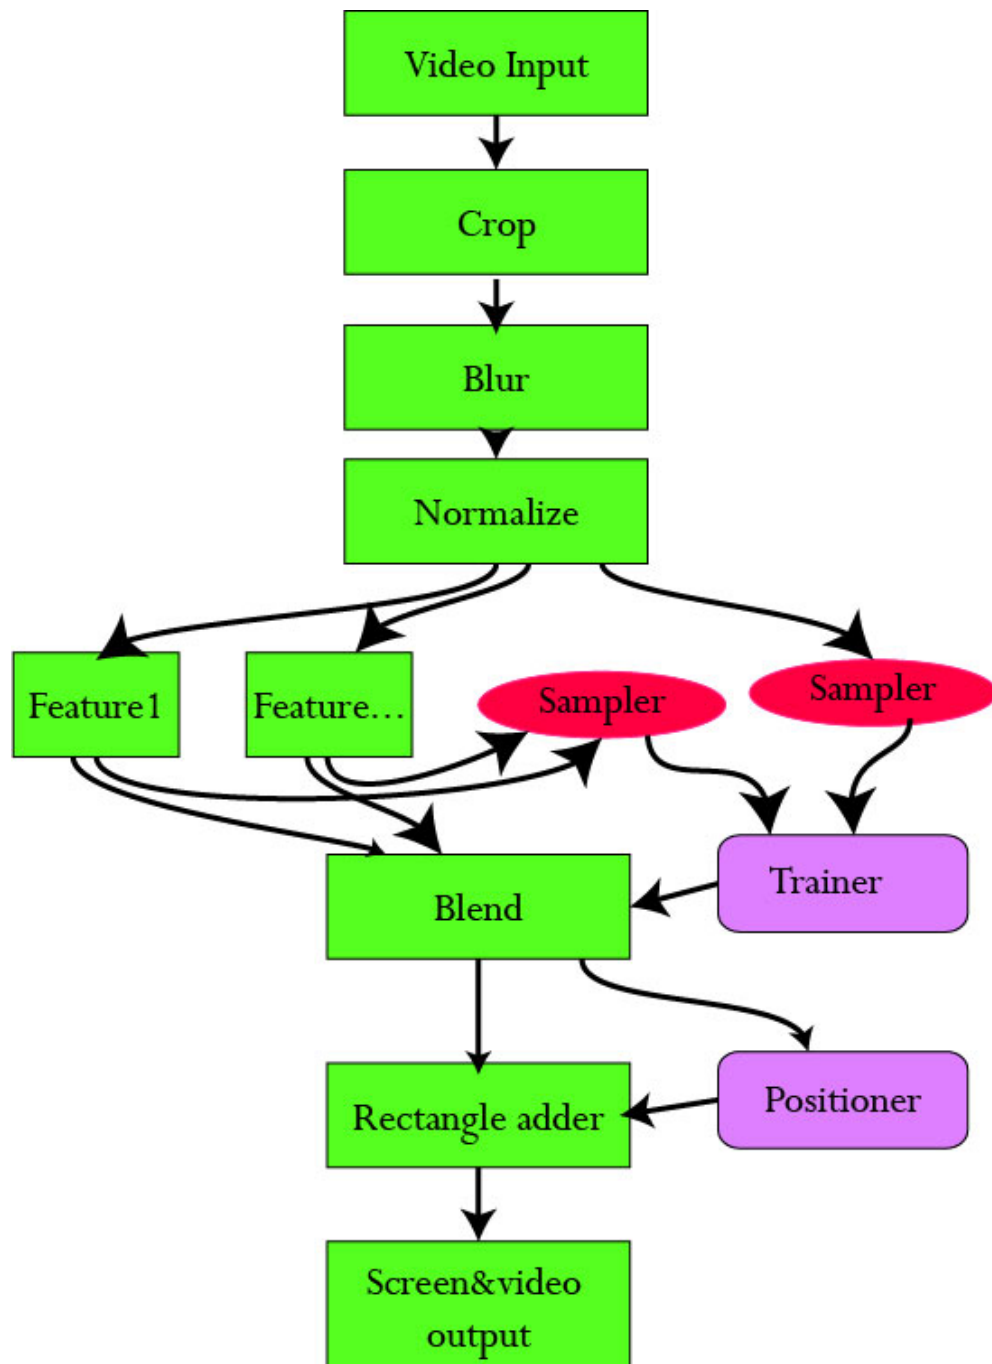 Video Input
Crop
Blur
Normalize
Feature1
Feature...
Sampler
Sampler
Trainer
Blend
Positioner
Rectangle adder
Screen&video
output